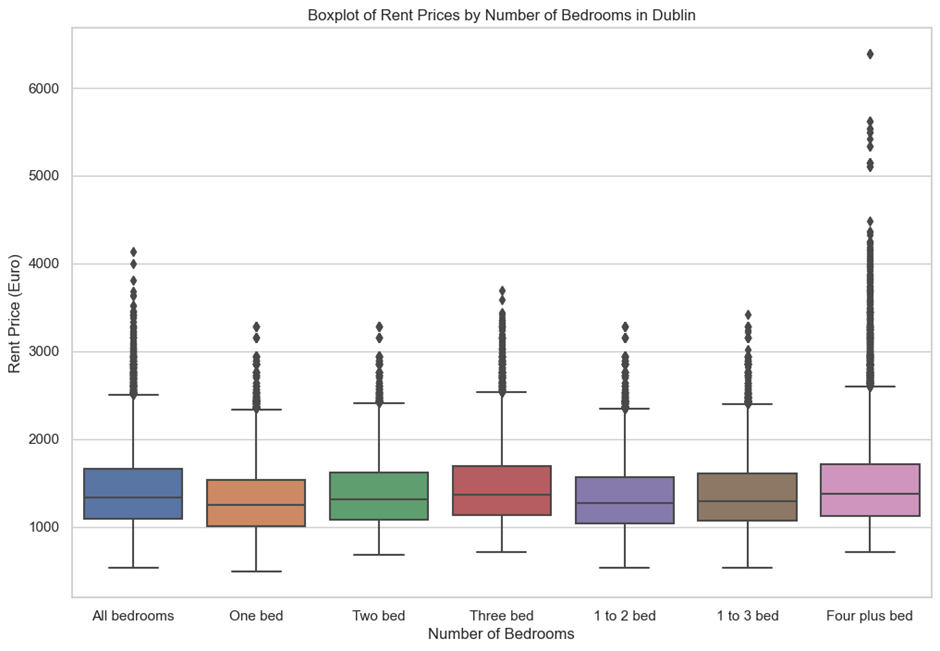 Boxplot of Rent Prices by Number of Bedrooms in Dublin
6000
5000
4000
3000
2000
1000
Rent Price (Euro)
All bedrooms One bed Two bed Three bed 1 to 2 bed 1 to 3 bed Four plus bed
Number of Bedrooms